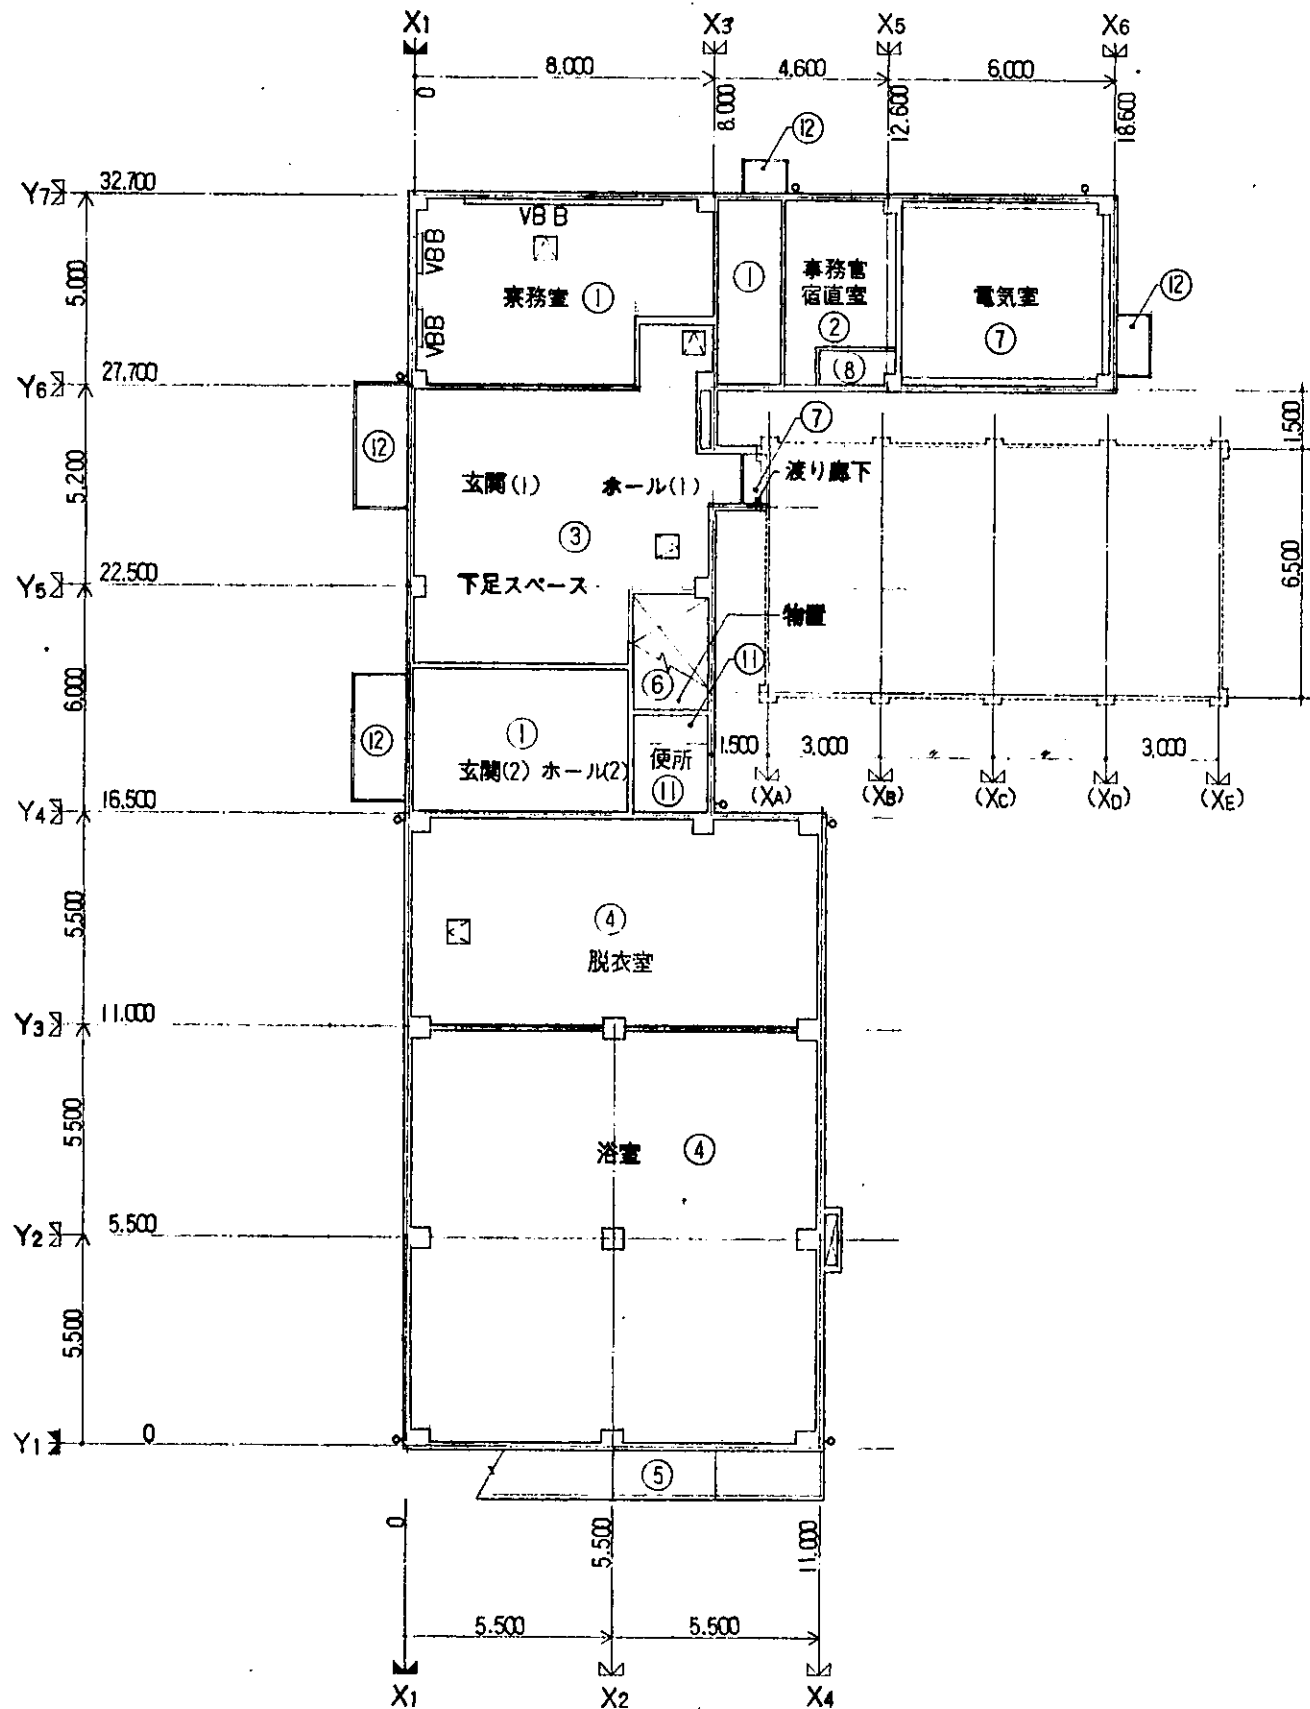 X1 X3 X5 X6
8.000 4.600 6.000
0 8.000 12.600 18.600
⑫
Y7 32.700
VBB
VBB
5.000
事務官
宿直室
電気室
⑫
① ①
② ⑦
VBB
⑧
Y6 27.700
⑦
1.500
⑫
渡り廊下
5.200
玄関(1) ホール(1)
③
6.500
Y5 22.500
下足スペース
物置
⑪
6.000
⑥
①
⑫
1.500 3.000 〃 〃 3.000
玄関(2) ホール(2)
便所
⑪
(XA) (XB) (XC) (XD) (XE)
Y4 16.500
5.500
④
脱衣室
Y3 11.000
5.500
浴室 ④
Y2 5.500
5.500
Y1 0
⑤
0 5.500 11.000
5.500 5.500
X1 X2 X4